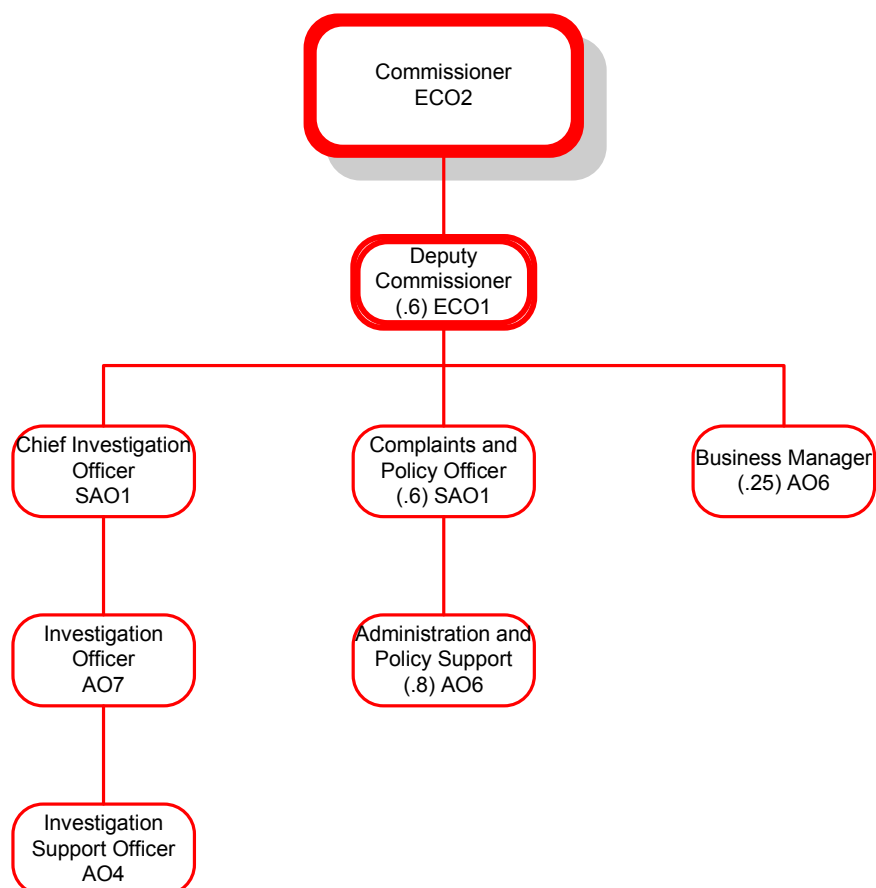 Commissioner
ECO2
Deputy
Commissioner
(.6) ECO1
Chief Investigation
Officer
SAO1
Complaints and
Policy Officer
(.6) SAO1
Business Manager
(.25) AO6
Investigation
Officer
AO7
Administration and
Policy Support
(.8) AO6
Investigation
Support Officer
AO4